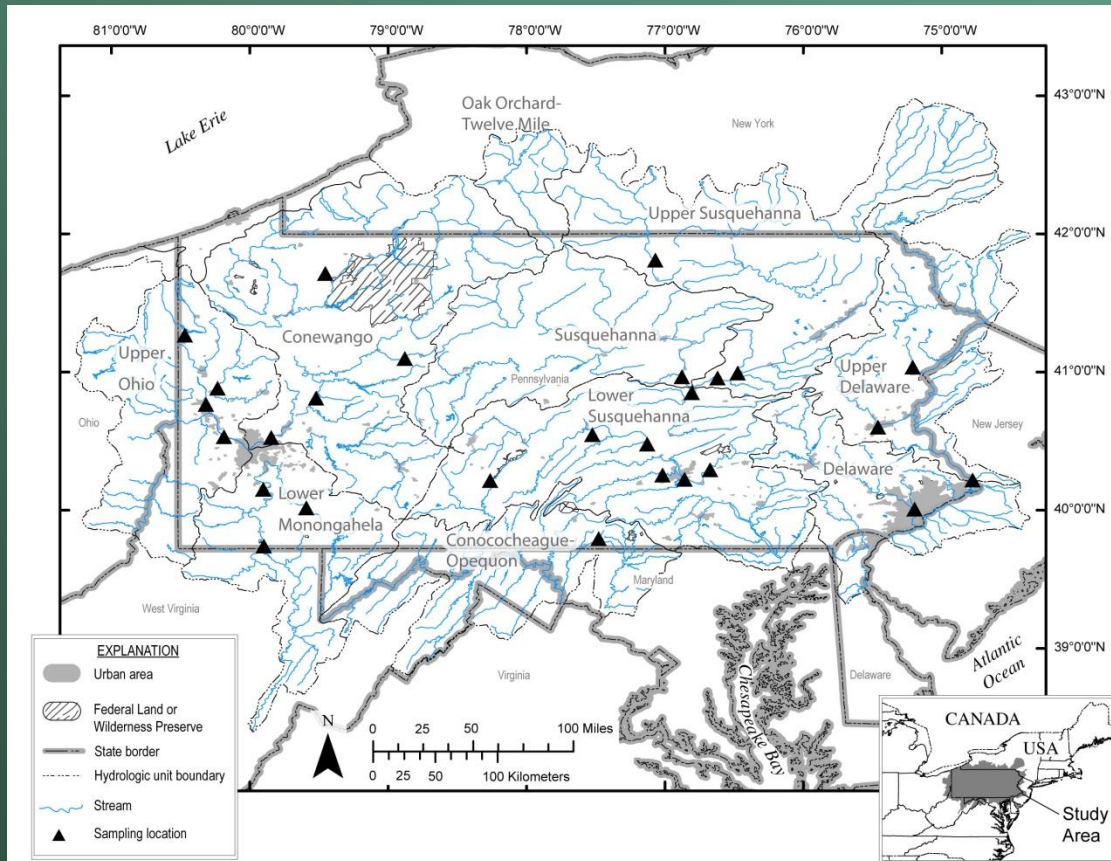 81°0'0"W
80°0'0"W
79°0'0"W
78°0'0"W
77°0'0"W
76°0'0"W
75°0'0"W
43°0'0"N
42°0'0"N
41°0'0"N
40°0'0"N
39°0'0"N
Lake Erie
Oak Orchard-
Twelve Mile
New York
Upper Susquehanna
Conewango
Susquehanna
Upper
Ohio
Pennsylvania
Upper
Delaware
Lower
Susquehanna
Ohio
New Jersey
Delaware
Lower
Monongahela
Conococheague-
Opequon
Maryland
West Virginia
Virginia
Chesapeake Bay
Delaware
Atlantic
Ocean
EXPLANATION
Urban area
Federal Land or
Wilderness Preserve
State border
Hydrologic unit boundary
Stream
Sampling location
N
0 25 50 100 Miles
0 25 50 100 Kilometers
CANADA
USA
Study
Area